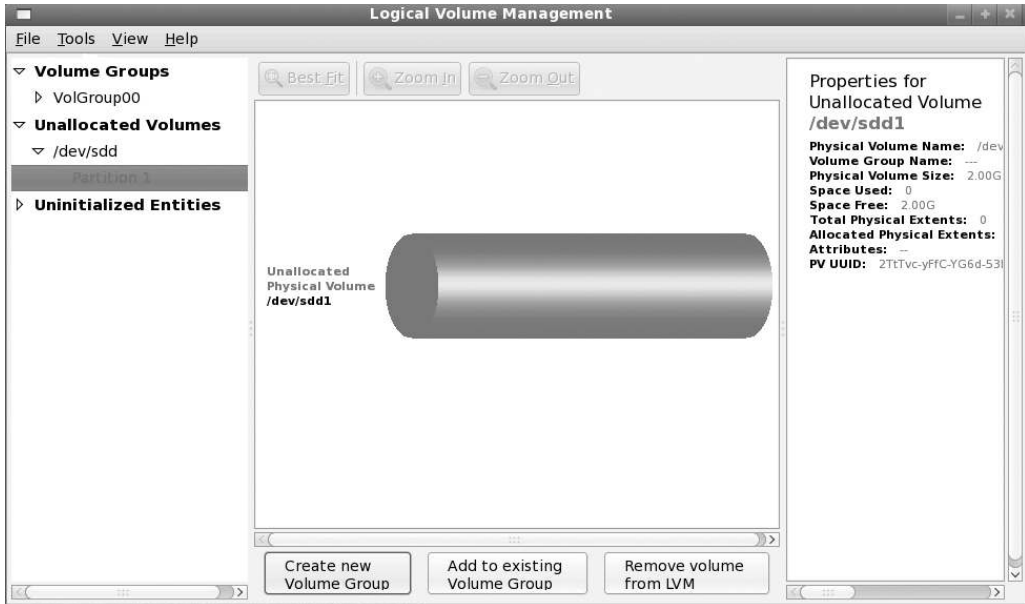 Logical Volume Management
File Tools View Help
Volume Groups
VolGroup00
Unallocated Volumes
/dev/sdd
Partition 1
Uninitialized Entities
Best Fit Zoom In Zoom Out
Unallocated
Physical Volume
/dev/sdd1
Create new
Volume Group
Add to existing
Volume Group
Remove volume
from LVM
Properties for
Unallocated Volume
/dev/sdd1
Physical Volume Name: /dev
Volume Group Name: ---
Physical Volume Size: 2.00G
Space Used: 0
Space Free: 2.00G
Total Physical Extents: 0
Allocated Physical Extents:
Attributes: --
PV UUID: 2TtTvc-yFfC-YG6d-53